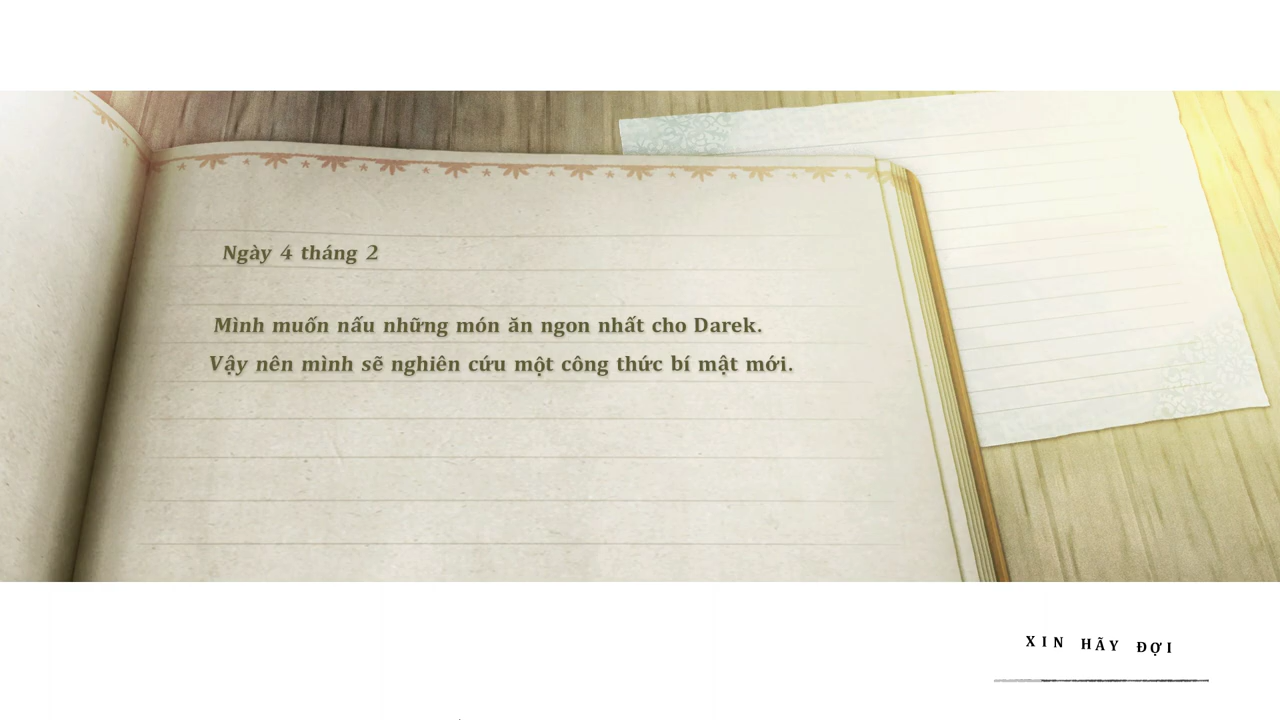 Ngày 4 tháng 2
Mình muốn nấu những món ăn ngon nhất cho Darek.
Vậy nên mình sẽ nghiên cứu một công thức bí mật mới.
XIN HÃY ĐỢI